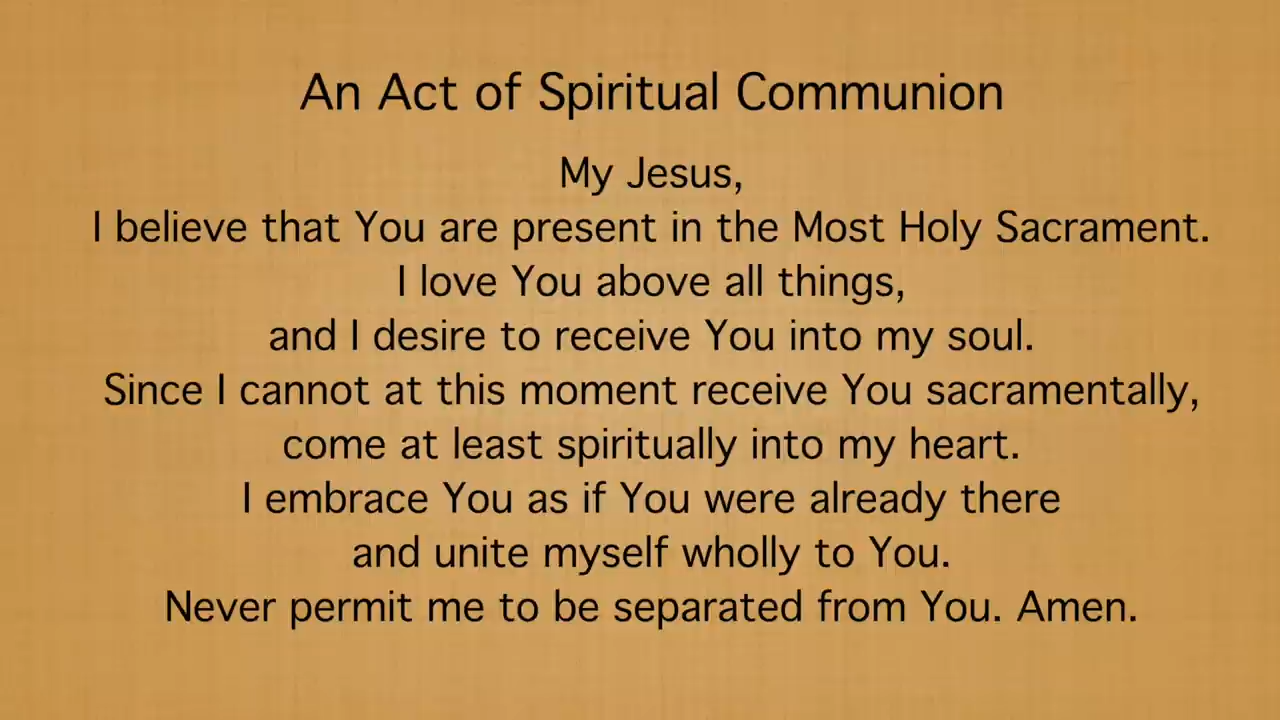 An Act of Spiritual Communion
My Jesus,
I believe that You are present in the Most Holy Sacrament.
I love You above all things,
and I desire to receive You into my soul.
Since I cannot at this moment receive You sacramentally,
come at least spiritually into my heart.
I embrace You as if You were already there
and unite myself wholly to You.
Never permit me to be separated from You. Amen.